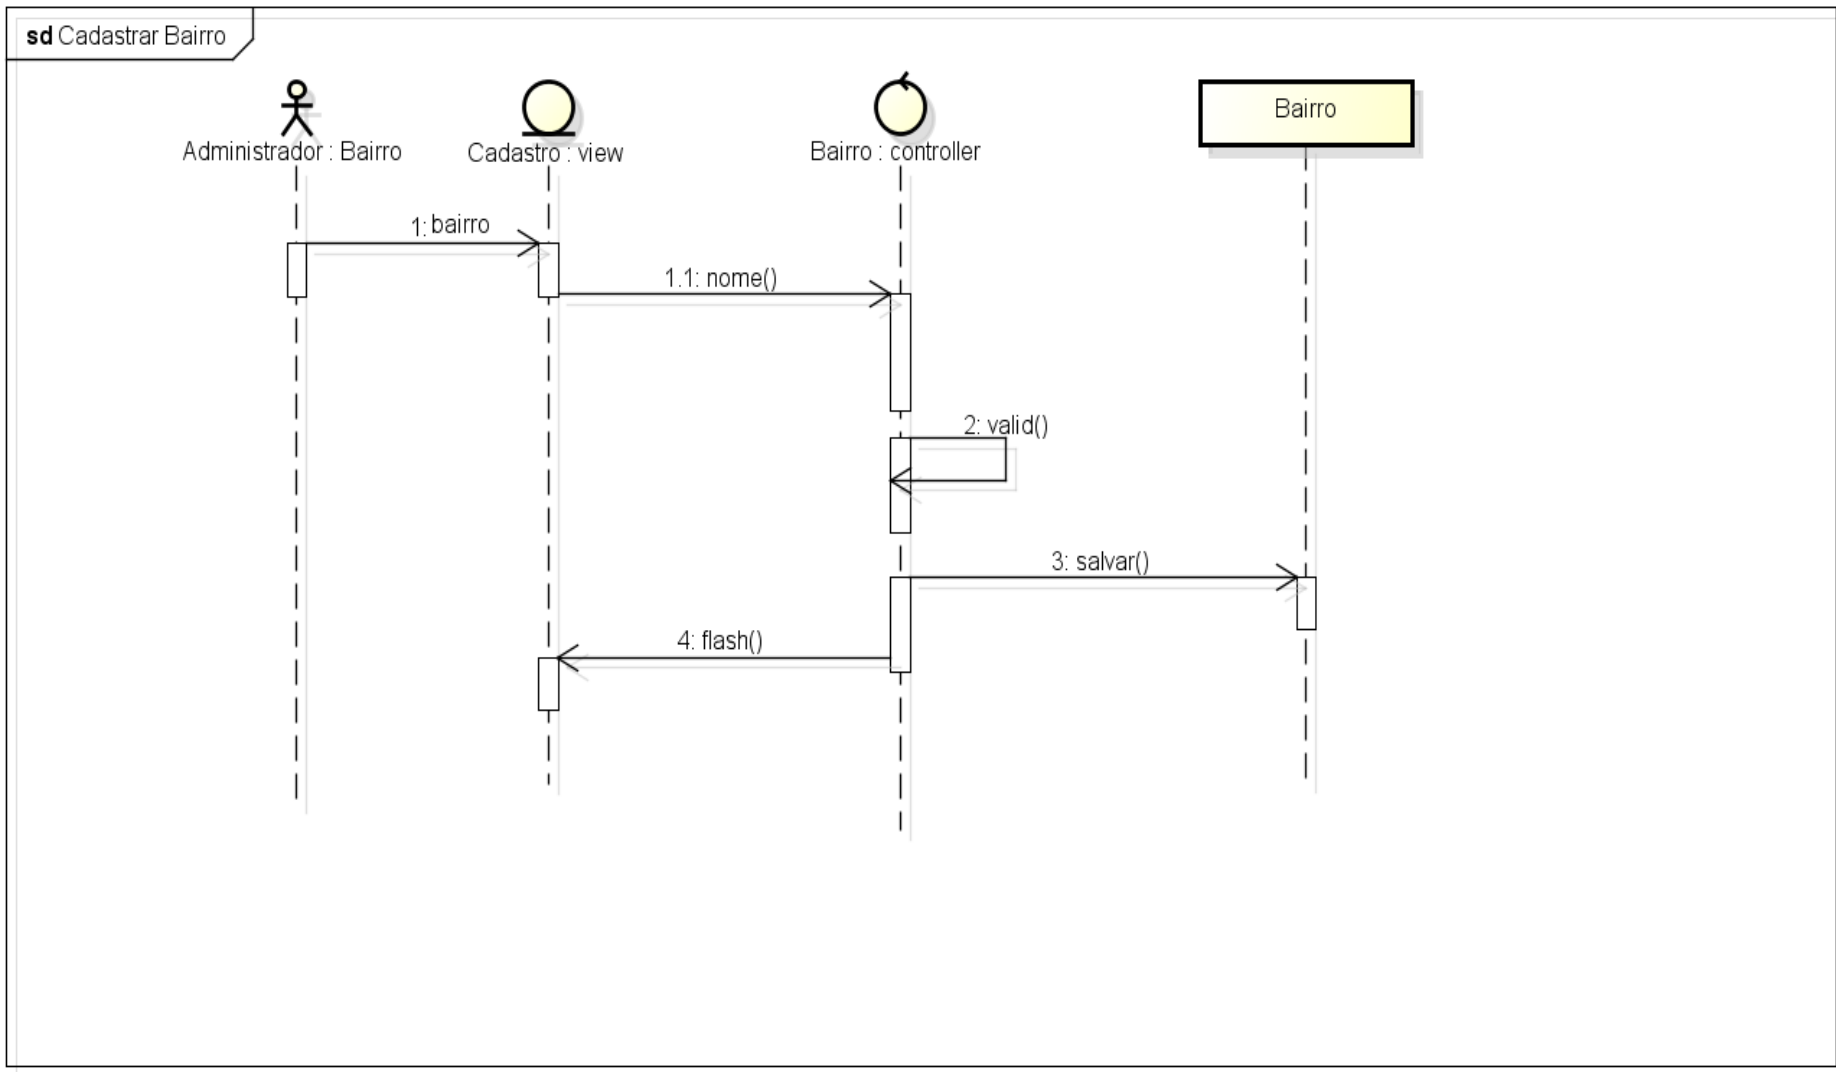 sd Cadastrar Bairro
Administrador : Bairro
Cadastro : view
Bairro : controller
Bairro
1: bairro
1.1: nome()
2: valid()
3: salvar()
4: flash()